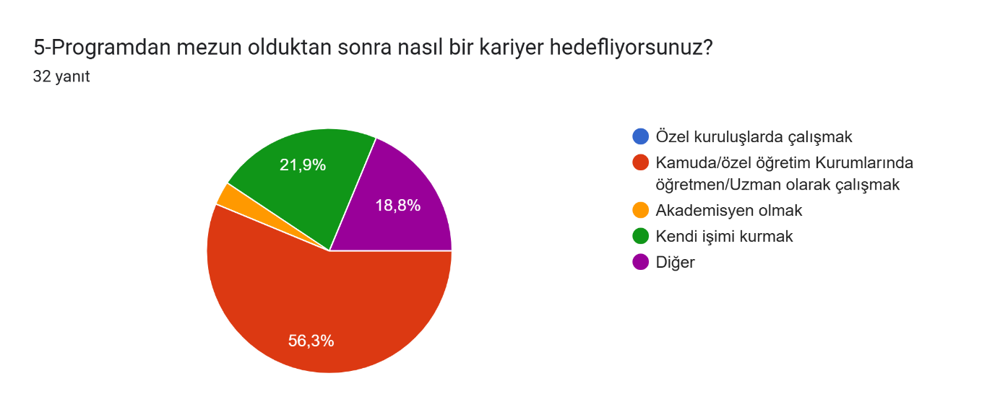 5-Programdan mezun olduktan sonra nasıl bir kariyer hedefliyorsunuz?
32 yanıt
21,9%
18,8%
56,3%
Özel kuruluşlarda çalışmak
Kamuda/özel öğretim Kurumlarında
öğretmen/Uzman olarak çalışmak
Akademisyen olmak
Kendi işimi kurmak
Diğer